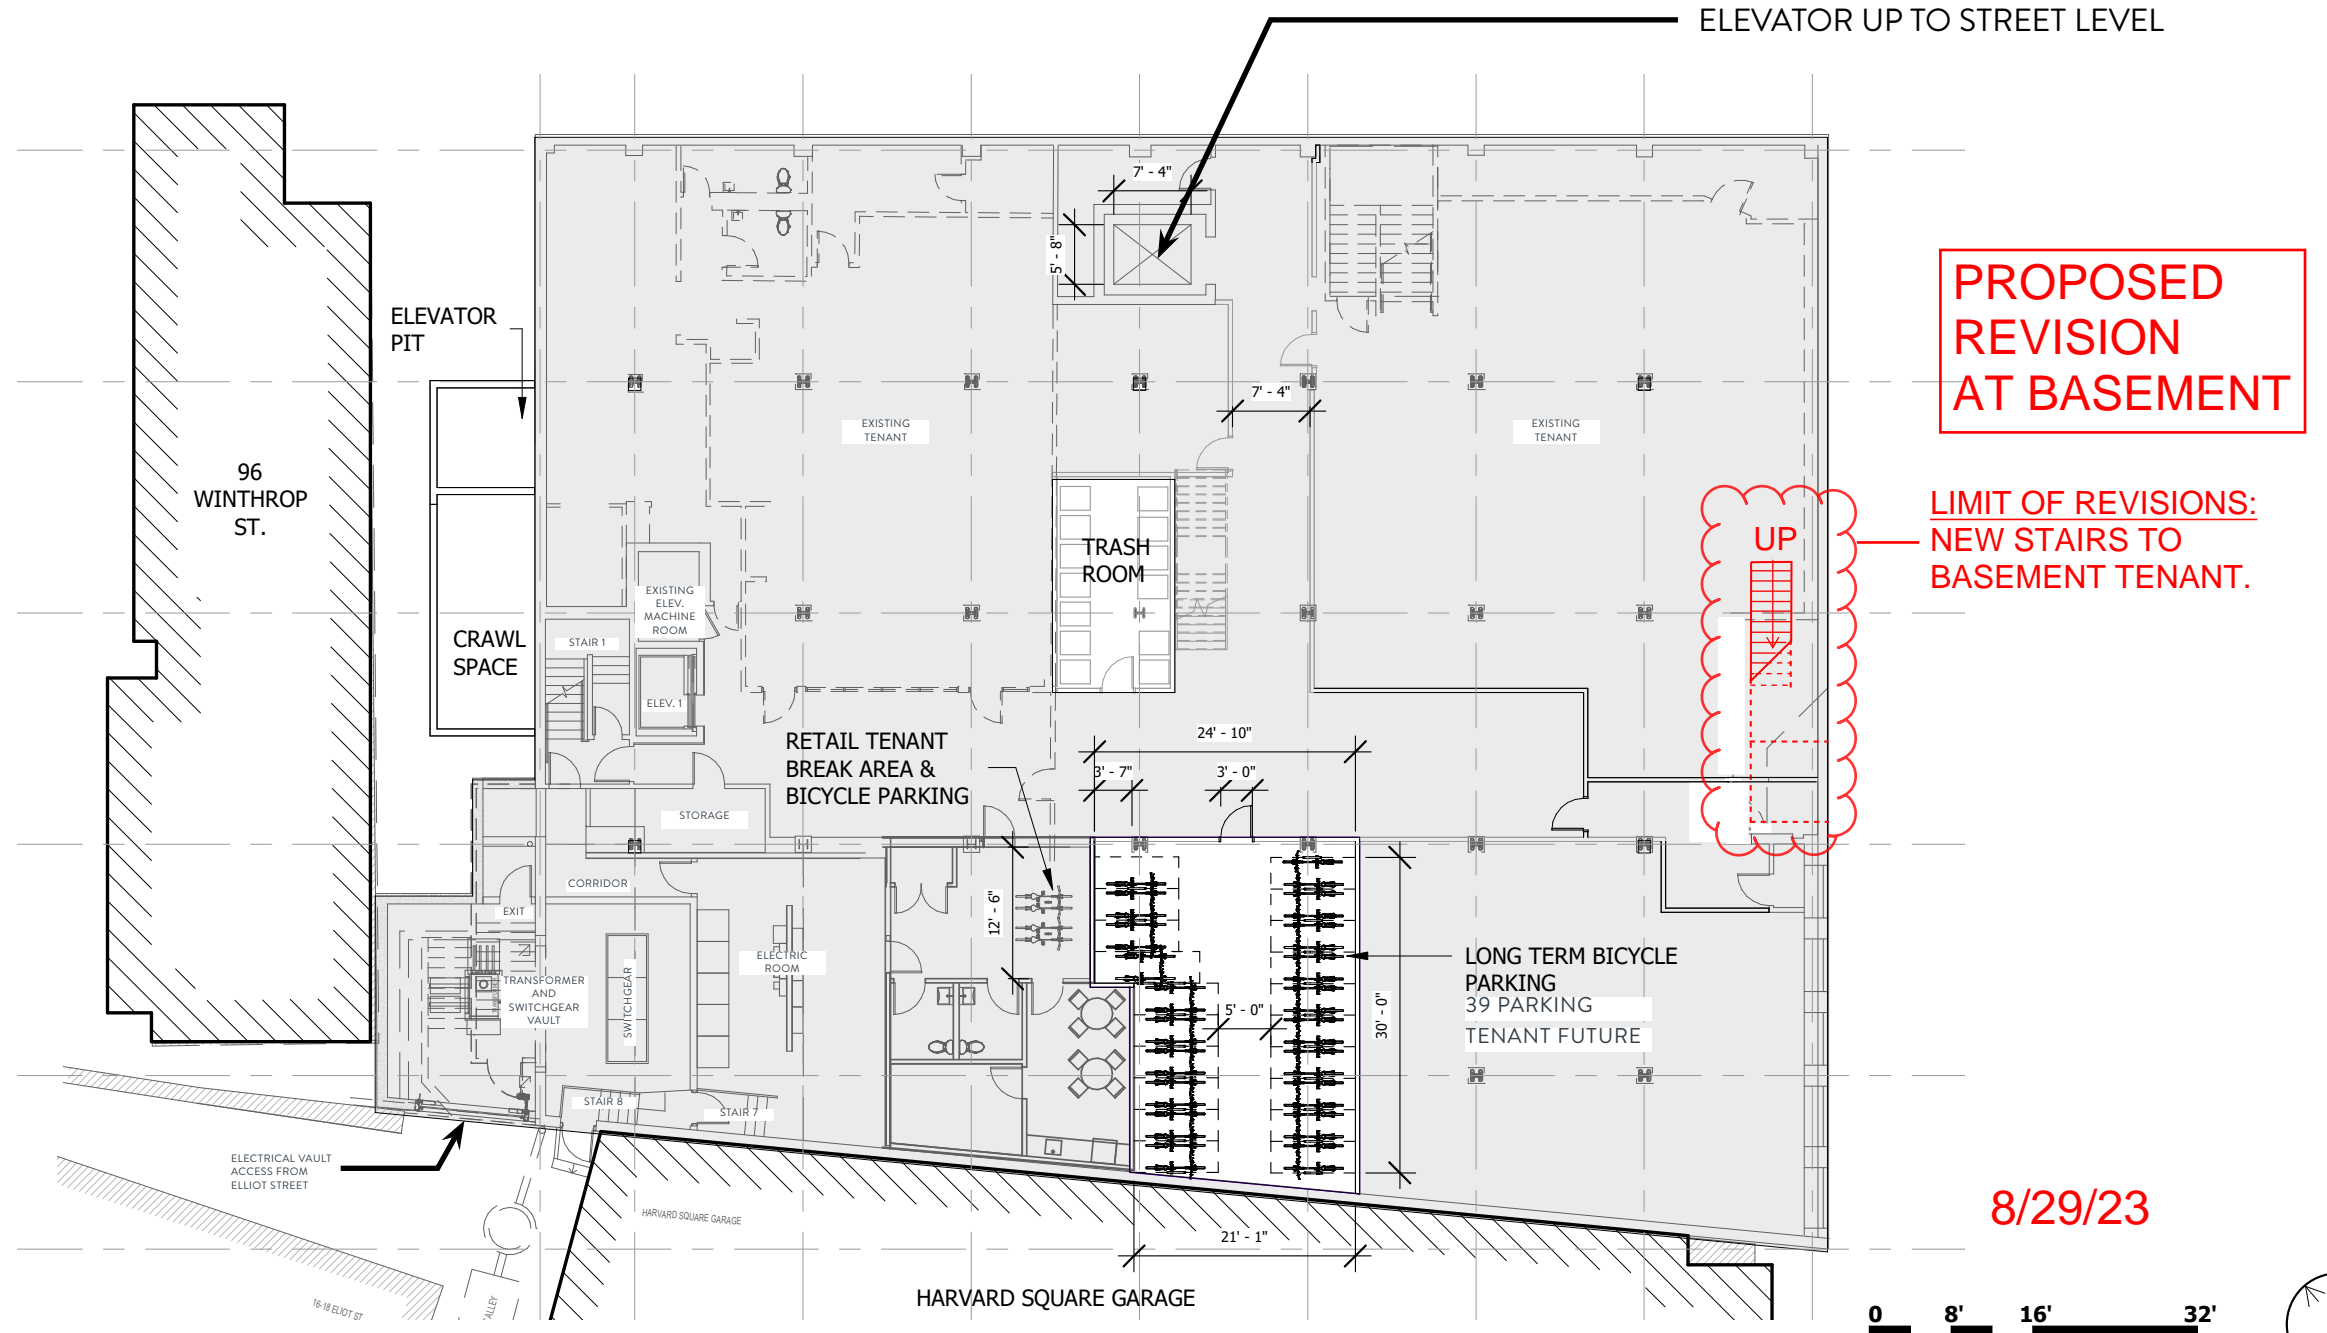 ELEVATOR UP TO STREET LEVEL
7' - 4"
5' - 8"
PROPOSED
REVISION
AT BASEMENT
ELEVATOR
PIT
7' - 4"
EXISTING
TENANT
EXISTING
TENANT
96
WINTHROP
ST.
LIMIT OF REVISIONS:
NEW STAIRS TO
BASEMENT TENANT.
UP
TRASH
ROOM
EXISTING
ELEV.
MACHINE
ROOM
STAIR 1
CRAWL
SPACE
ELEV. 1
RETAIL TENANT
BREAK AREA &
BICYCLE PARKING
24' - 10"
3' - 7"
3' - 0"
STORAGE
CORRIDOR
EXIT
12' - 6"
ELECTRIC
ROOM
SWITCHGEAR
TRANSFORMER
AND
SWITCHGEAR
VAULT
LONG TERM BICYCLE
PARKING
39 PARKING
TENANT FUTURE
5' - 0"
30' - 0"
STAIR 8
STAIR 7
ELECTRICAL VAULT
ACCESS FROM
ELLIOT STREET
HARVARD SQUARE GARAGE
8/29/23
21' - 1"
HARVARD SQUARE GARAGE
16-18 ELIOT ST
ALLEY
0 8' 16' 32'